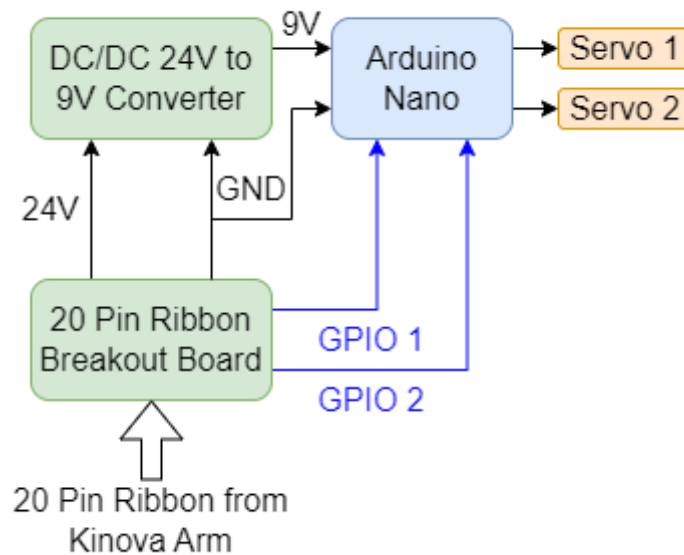 9V
DC/DC 24V to
9V Converter
Arduino
Nano
Servo 1
Servo 2
24V
GND
20 Pin Ribbon
Breakout Board
GPIO 1
GPIO 2
20 Pin Ribbon from
Kinova Arm